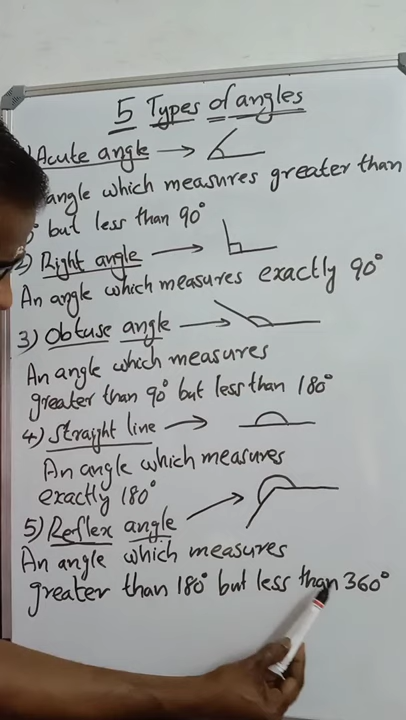 5 Types of angles
Acute angle
angle which measures greater than
but less than 90°
2) Right angle
An angle which measures exactly 90°
3) Obtuse angle
An angle which measures
greater than 90° but less than 180°
4) Straight line
An angle which measures
exactly 180°
5) Reflex angle
An angle which measures
greater than 180° but less than 360°